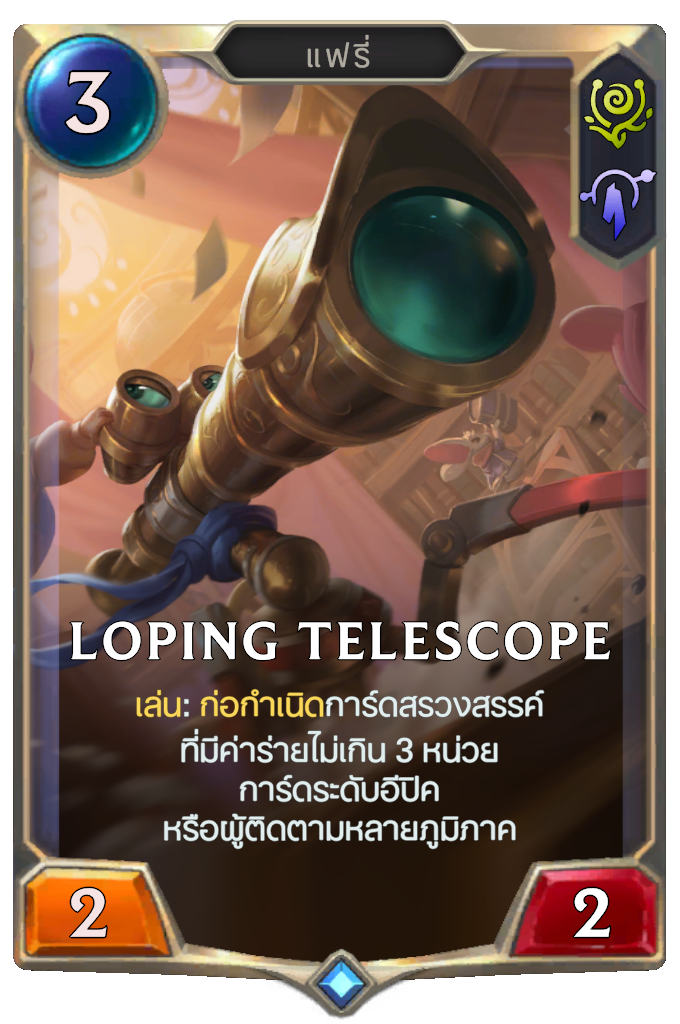 แฟรี่
3
LOPING TELESCOPE
เล่น: ก่อกำเนิดการ์ดสรวงสรรค์
ที่มีค่าร่ายไม่เกิน 3 หน่วย
การ์ดระดับอีปิค
หรือผู้ติดตามหลายภูมิภาค
2
2